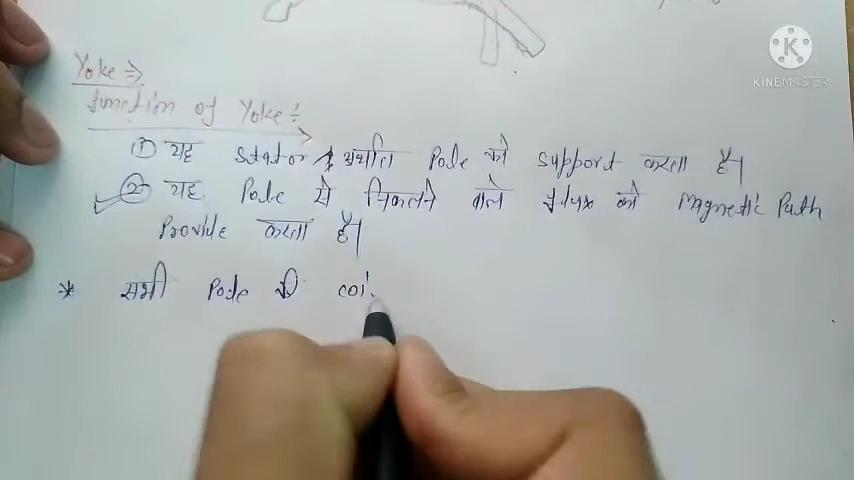 Yoke ⇒
function of Yoke :-
① यह stator अर्थात Pole को support करता है।
② यह Pole से निकलने वाले flux को Magnetic Path
Provide करता है।
* सभी Pole की coi
KINEMASTER